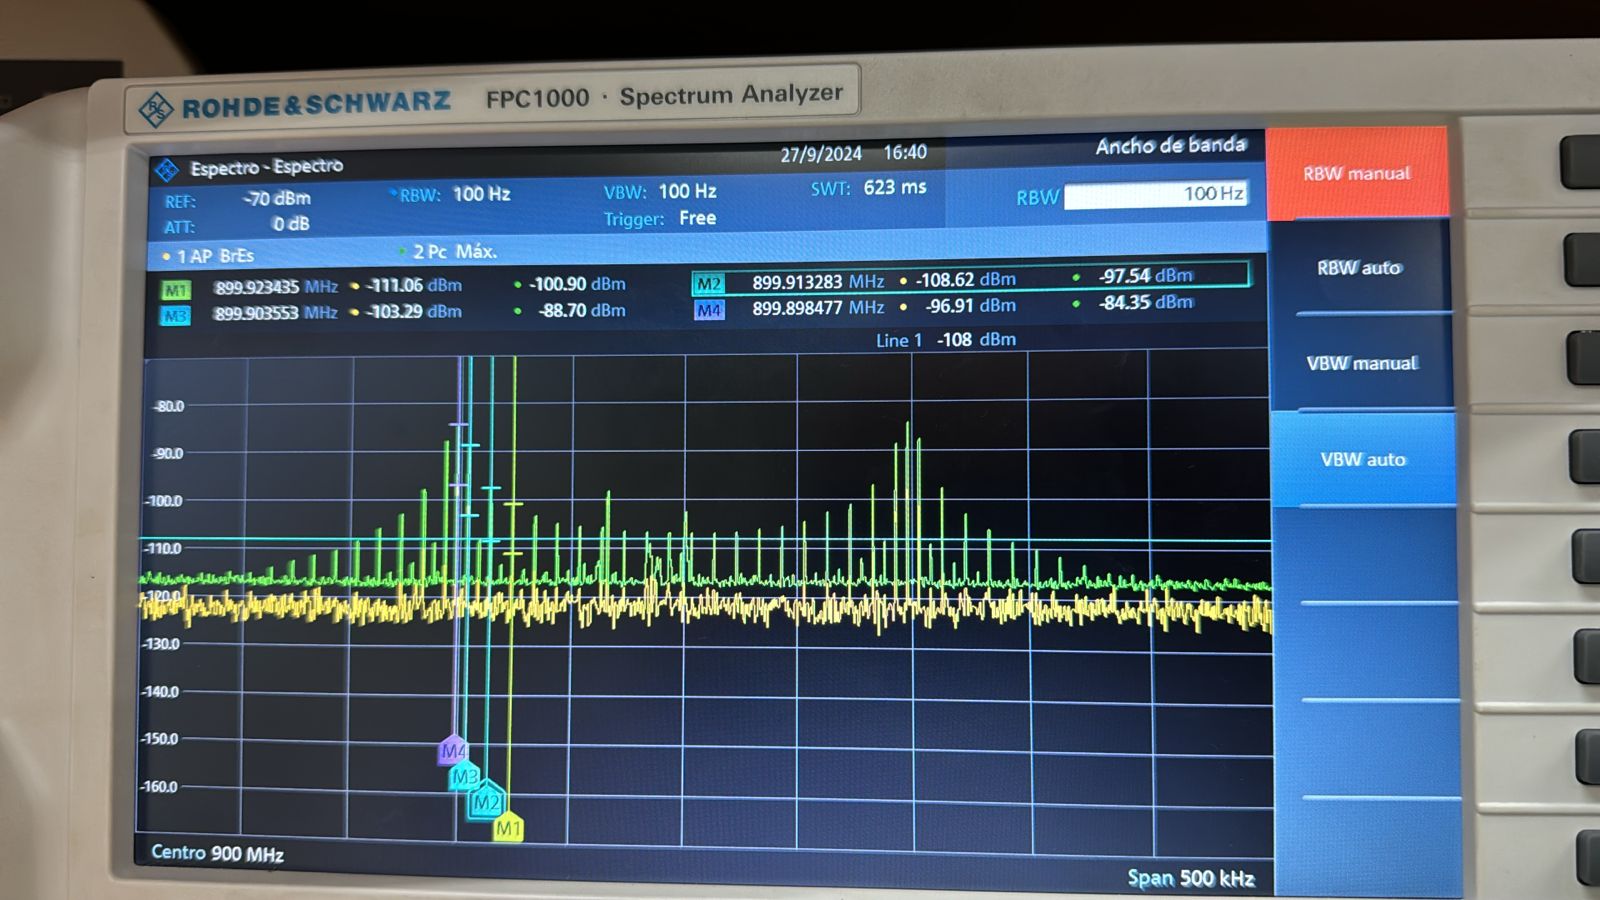 ROHDE&SCHWARZ FPC1000 · Spectrum Analyzer
Espectro - Espectro 27/9/2024 16:40 Ancho de banda
REF: -70 dBm RBW: 100 Hz VBW: 100 Hz SWT: 623 ms RBW 100 Hz
ATT: 0 dB Trigger: Free
1 AP BrEs 2 Pc Máx.
M1 899.923435 MHz -111.06 dBm -100.90 dBm M2 899.913283 MHz -108.62 dBm -97.54 dBm
M3 899.903553 MHz -103.29 dBm -88.70 dBm M4 899.898477 MHz -96.91 dBm -84.35 dBm
Line 1 -108 dBm
-80.0
-90.0
-100.0
-110.0
-120.0
-130.0
-140.0
-150.0
-160.0
M4
M3
M2
M1
Centro 900 MHz Span 500 kHz
RBW manual
RBW auto
VBW manual
VBW auto